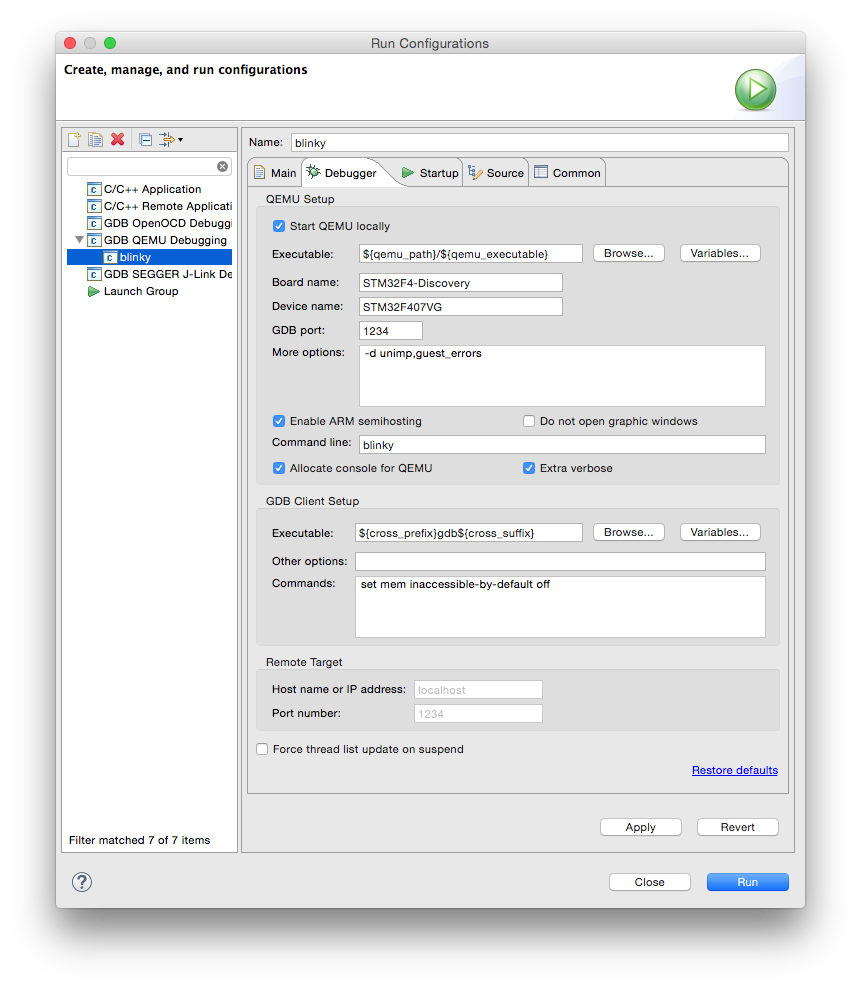 Run Configurations
Create, manage, and run configurations
C/C++ Application
C/C++ Remote Applicati
GDB OpenOCD Debuggi
GDB QEMU Debugging
blinky
GDB SEGGER J-Link De
Launch Group
Filter matched 7 of 7 items
Name: blinky
Main Debugger Startup Source Common
QEMU Setup
Start QEMU locally
Executable: ${qemu_path}/${qemu_executable} Browse... Variables...
Board name: STM32F4-Discovery
Device name: STM32F407VG
GDB port: 1234
More options: -d unimp,guest_errors
Enable ARM semihosting Do not open graphic windows
Command line: blinky
Allocate console for QEMU Extra verbose
GDB Client Setup
Executable: ${cross_prefix}gdb${cross_suffix} Browse... Variables...
Other options:
Commands: set mem inaccessible-by-default off
Remote Target
Host name or IP address: localhost
Port number: 1234
Force thread list update on suspend
Restore defaults
Apply Revert
? Close Run